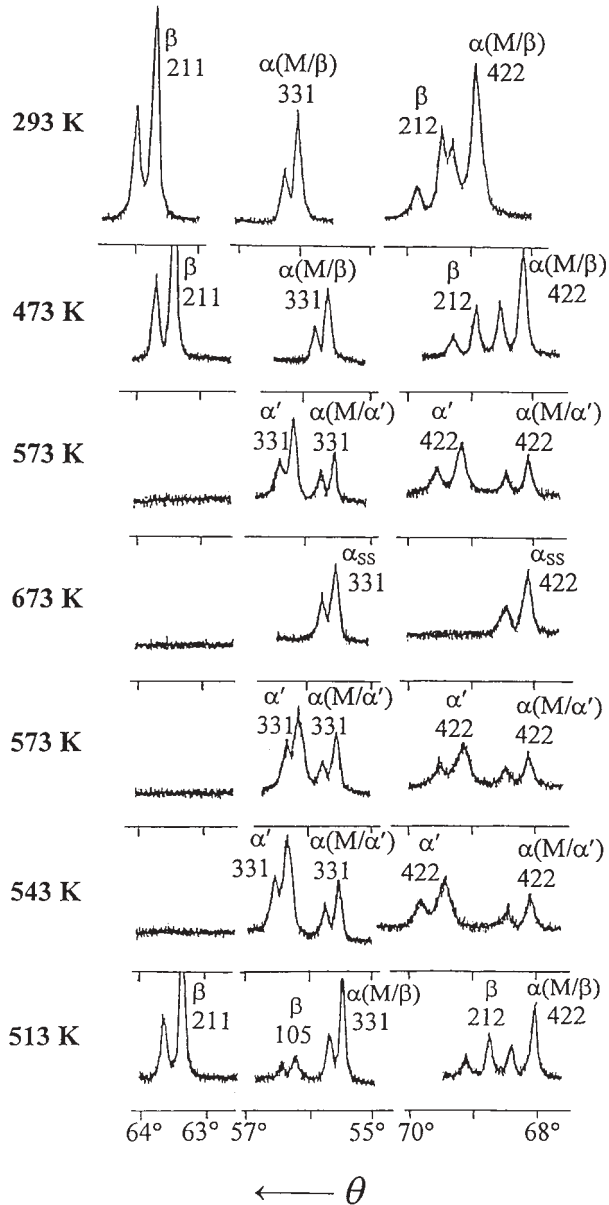 β
211
α(M/β)
331
α(M/β)
422
β
212
293 K
β
211
α(M/β)
331
β
212
α(M/β)
422
473 K
α′
331
α(M/α′)
331
α′
422
α(M/α′)
422
573 K
αSS
331
αSS
422
673 K
α′
331
α(M/α′)
331
α′
422
α(M/α′)
422
573 K
α′
331
α(M/α′)
331
α′
422
α(M/α′)
422
543 K
β
211
β
105
α(M/β)
331
β
212
α(M/β)
422
513 K
64° 63° 57° 55° 70° 68°
← θ